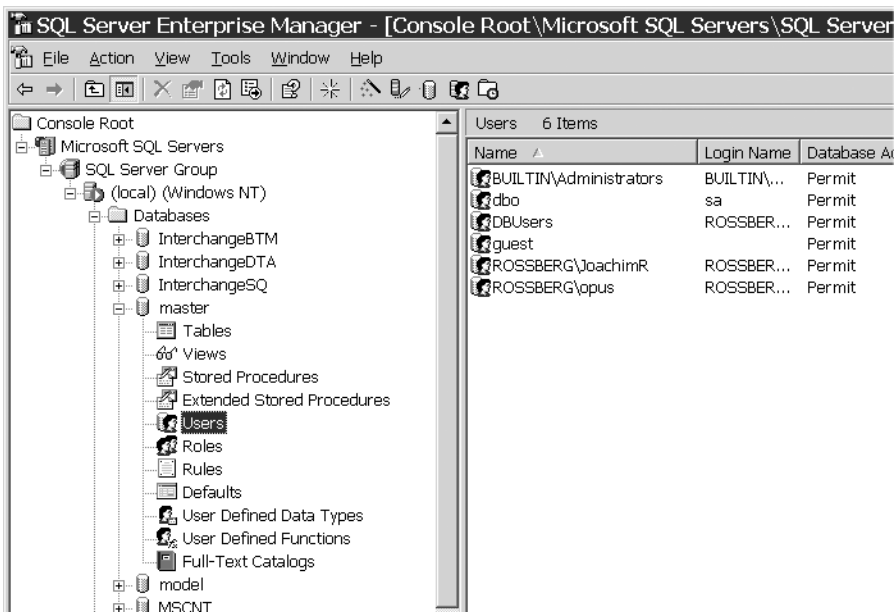 SQL Server Enterprise Manager - [Console Root\Microsoft SQL Servers\SQL Server
File Action View Tools Window Help
Console Root
Microsoft SQL Servers
SQL Server Group
(local) (Windows NT)
Databases
InterchangeBTM
InterchangeDTA
InterchangeSQ
master
Tables
Views
Stored Procedures
Extended Stored Procedures
Users
Roles
Rules
Defaults
User Defined Data Types
User Defined Functions
Full-Text Catalogs
model
MSCNT
Users 6 Items
Name Login Name Database A
BUILTIN\Administrators BUILTIN\... Permit
dbo sa Permit
DBUsers ROSSBER... Permit
guest Permit
ROSSBERG\JoachimR ROSSBER... Permit
ROSSBERG\opus ROSSBER... Permit